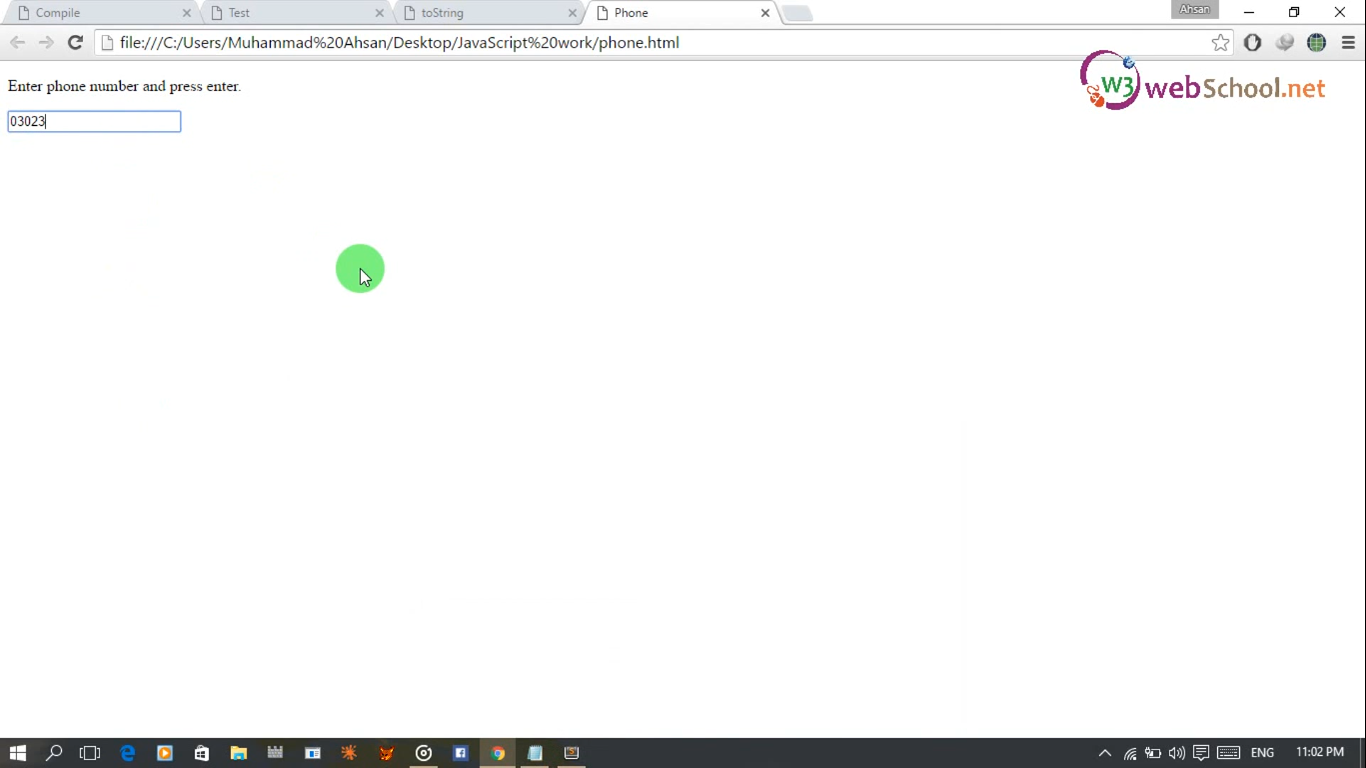 Compile
Test
toString
Phone
Ahsan
file:///C:/Users/Muhammad%20Ahsan/Desktop/JavaScript%20work/phone.html
W3 webSchool.net
Enter phone number and press enter.
03023
ENG
11:02 PM